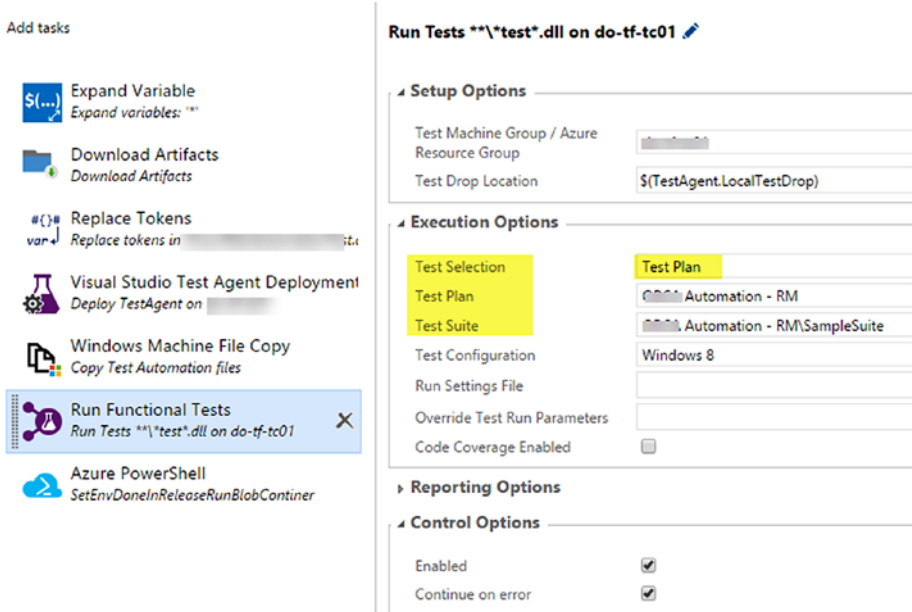 Add tasks
$(...)
Expand Variable
Expand variables: "*"
Download Artifacts
Download Artifacts
#{}#
var
Replace Tokens
Replace tokens in
Visual Studio Test Agent Deployment
Deploy TestAgent on
Windows Machine File Copy
Copy Test Automation files
Run Functional Tests
Run Tests **\*test*.dll on do-tf-tc01
Azure PowerShell
SetEnvDoneInReleaseRunBlobContiner
Run Tests **\*test*.dll on do-tf-tc01
Setup Options
Test Machine Group / Azure
Resource Group
Test Drop Location
$(TestAgent.LocalTestDrop)
Execution Options
Test Selection
Test Plan
Test Plan
Automation - RM
Test Suite
Automation - RM\SampleSuite
Test Configuration
Windows 8
Run Settings File
Override Test Run Parameters
Code Coverage Enabled
Reporting Options
Control Options
Enabled
Continue on error